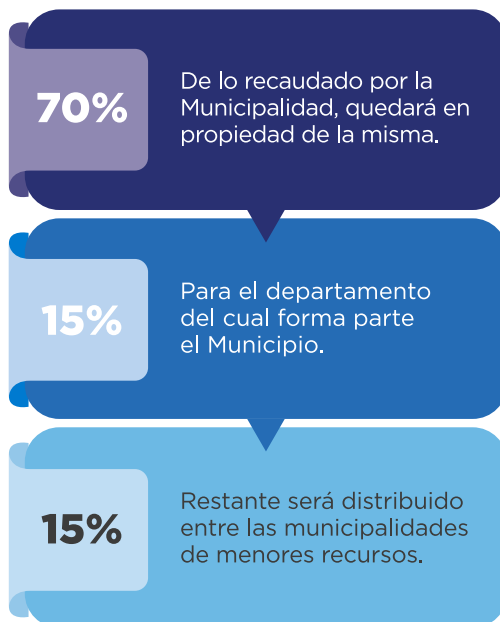 70%
De lo recaudado por la
Municipalidad, quedará en
propiedad de la misma.
15%
Para el departamento
del cual forma parte
el Municipio.
15%
Restante será distribuido
entre las municipalidades
de menores recursos.